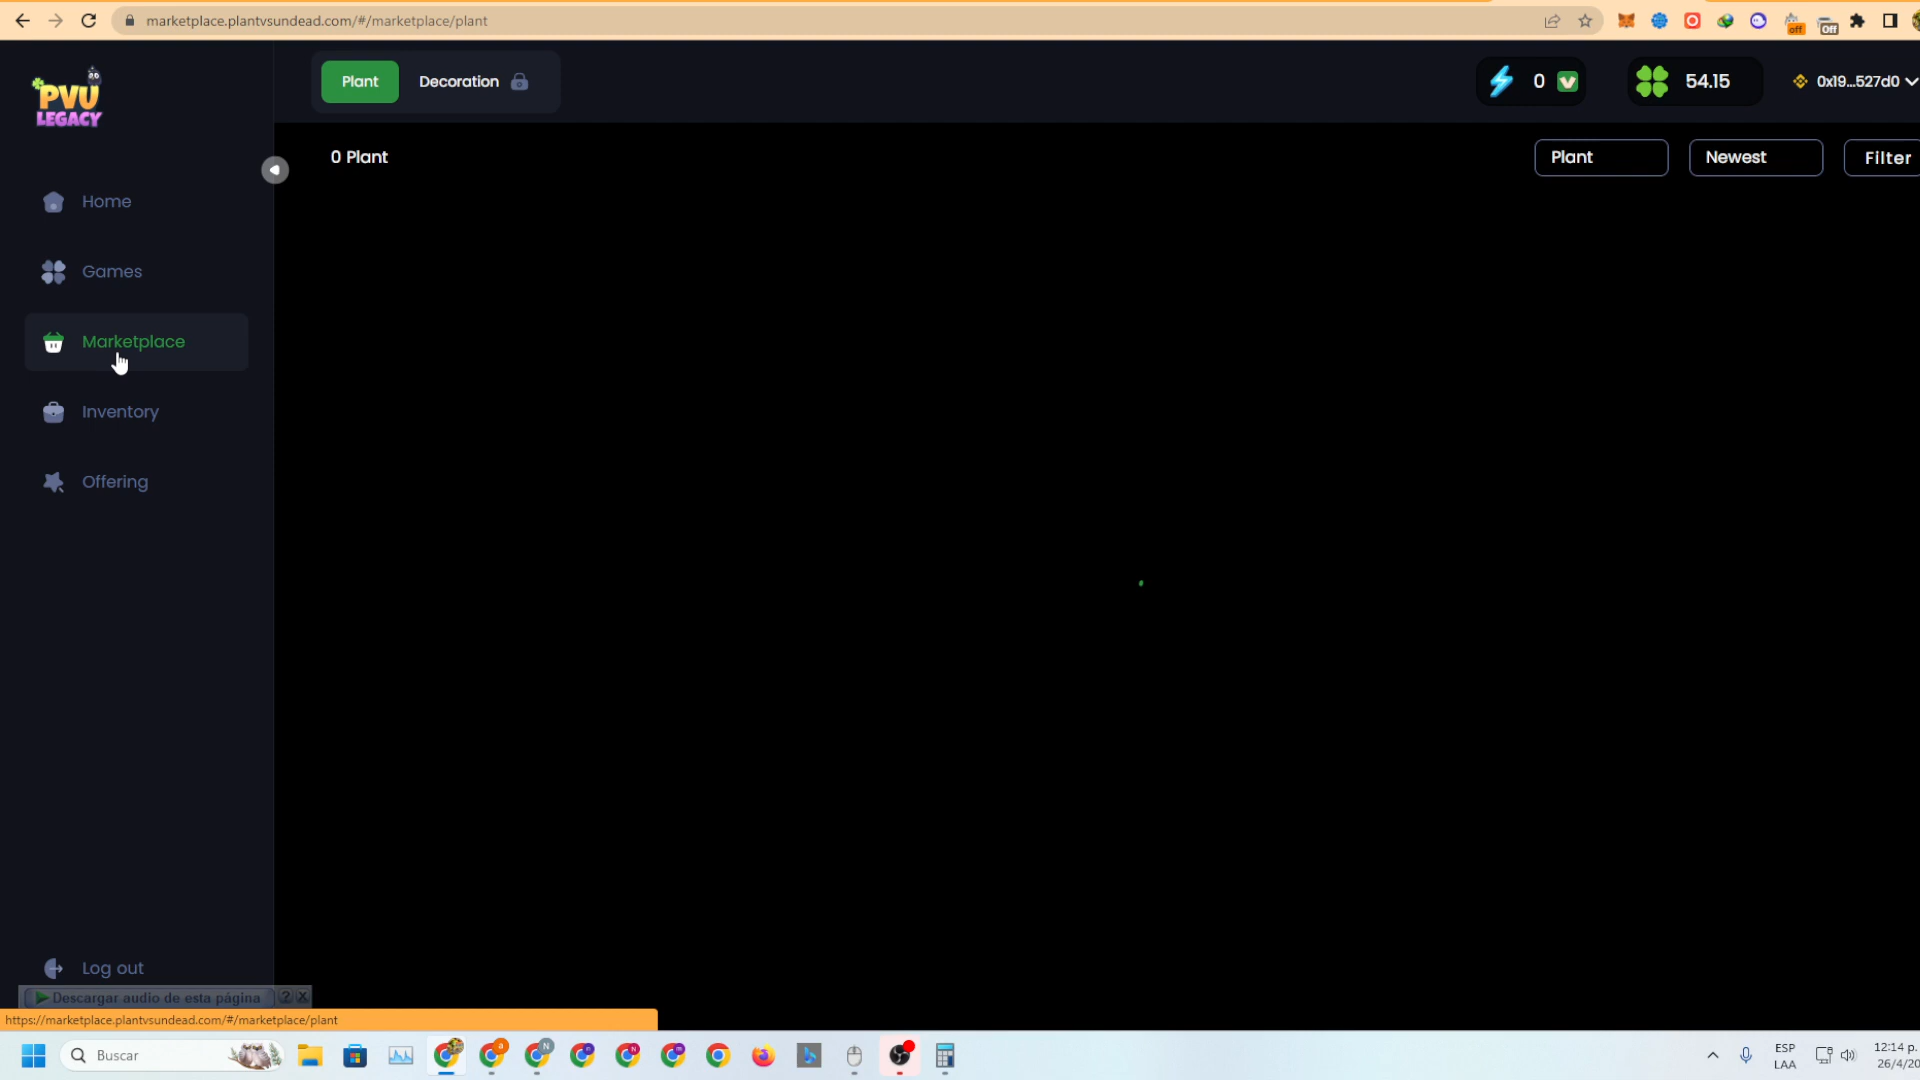 marketplace.plantvsundead.com/#/marketplace/plant
off
Off
PVU
LEGACY
Plant
Decoration
0
54.15
0x19...527d0
0 Plant
Plant
Newest
Filter
Home
Games
Marketplace
Inventory
Offering
Log out
Descargar audio de esta página
?
X
https://marketplace.plantvsundead.com/#/marketplace/plant
Buscar
a
N
n
N
m
ESP
LAA
12:14 p.
26/4/20